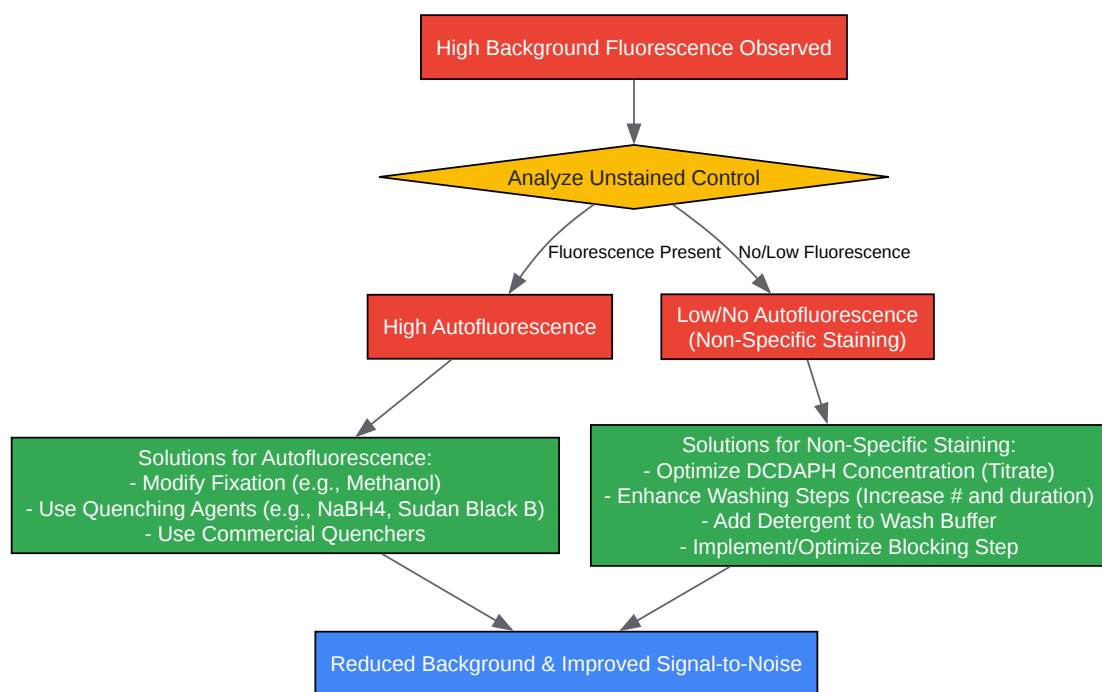 High Background Fluorescence Observed
Analyze Unstained Control
Fluorescence Present
No/Low Fluorescence
High Autofluorescence
Low/No Autofluorescence
(Non-Specific Staining)
Solutions for Autofluorescence:
- Modify Fixation (e.g., Methanol)
- Use Quenching Agents (e.g., NaBH4, Sudan Black B)
- Use Commercial Quenchers
Solutions for Non-Specific Staining:
- Optimize DCDAPH Concentration (Titrate)
- Enhance Washing Steps (Increase # and duration)
- Add Detergent to Wash Buffer
- Implement/Optimize Blocking Step
Reduced Background & Improved Signal-to-Noise